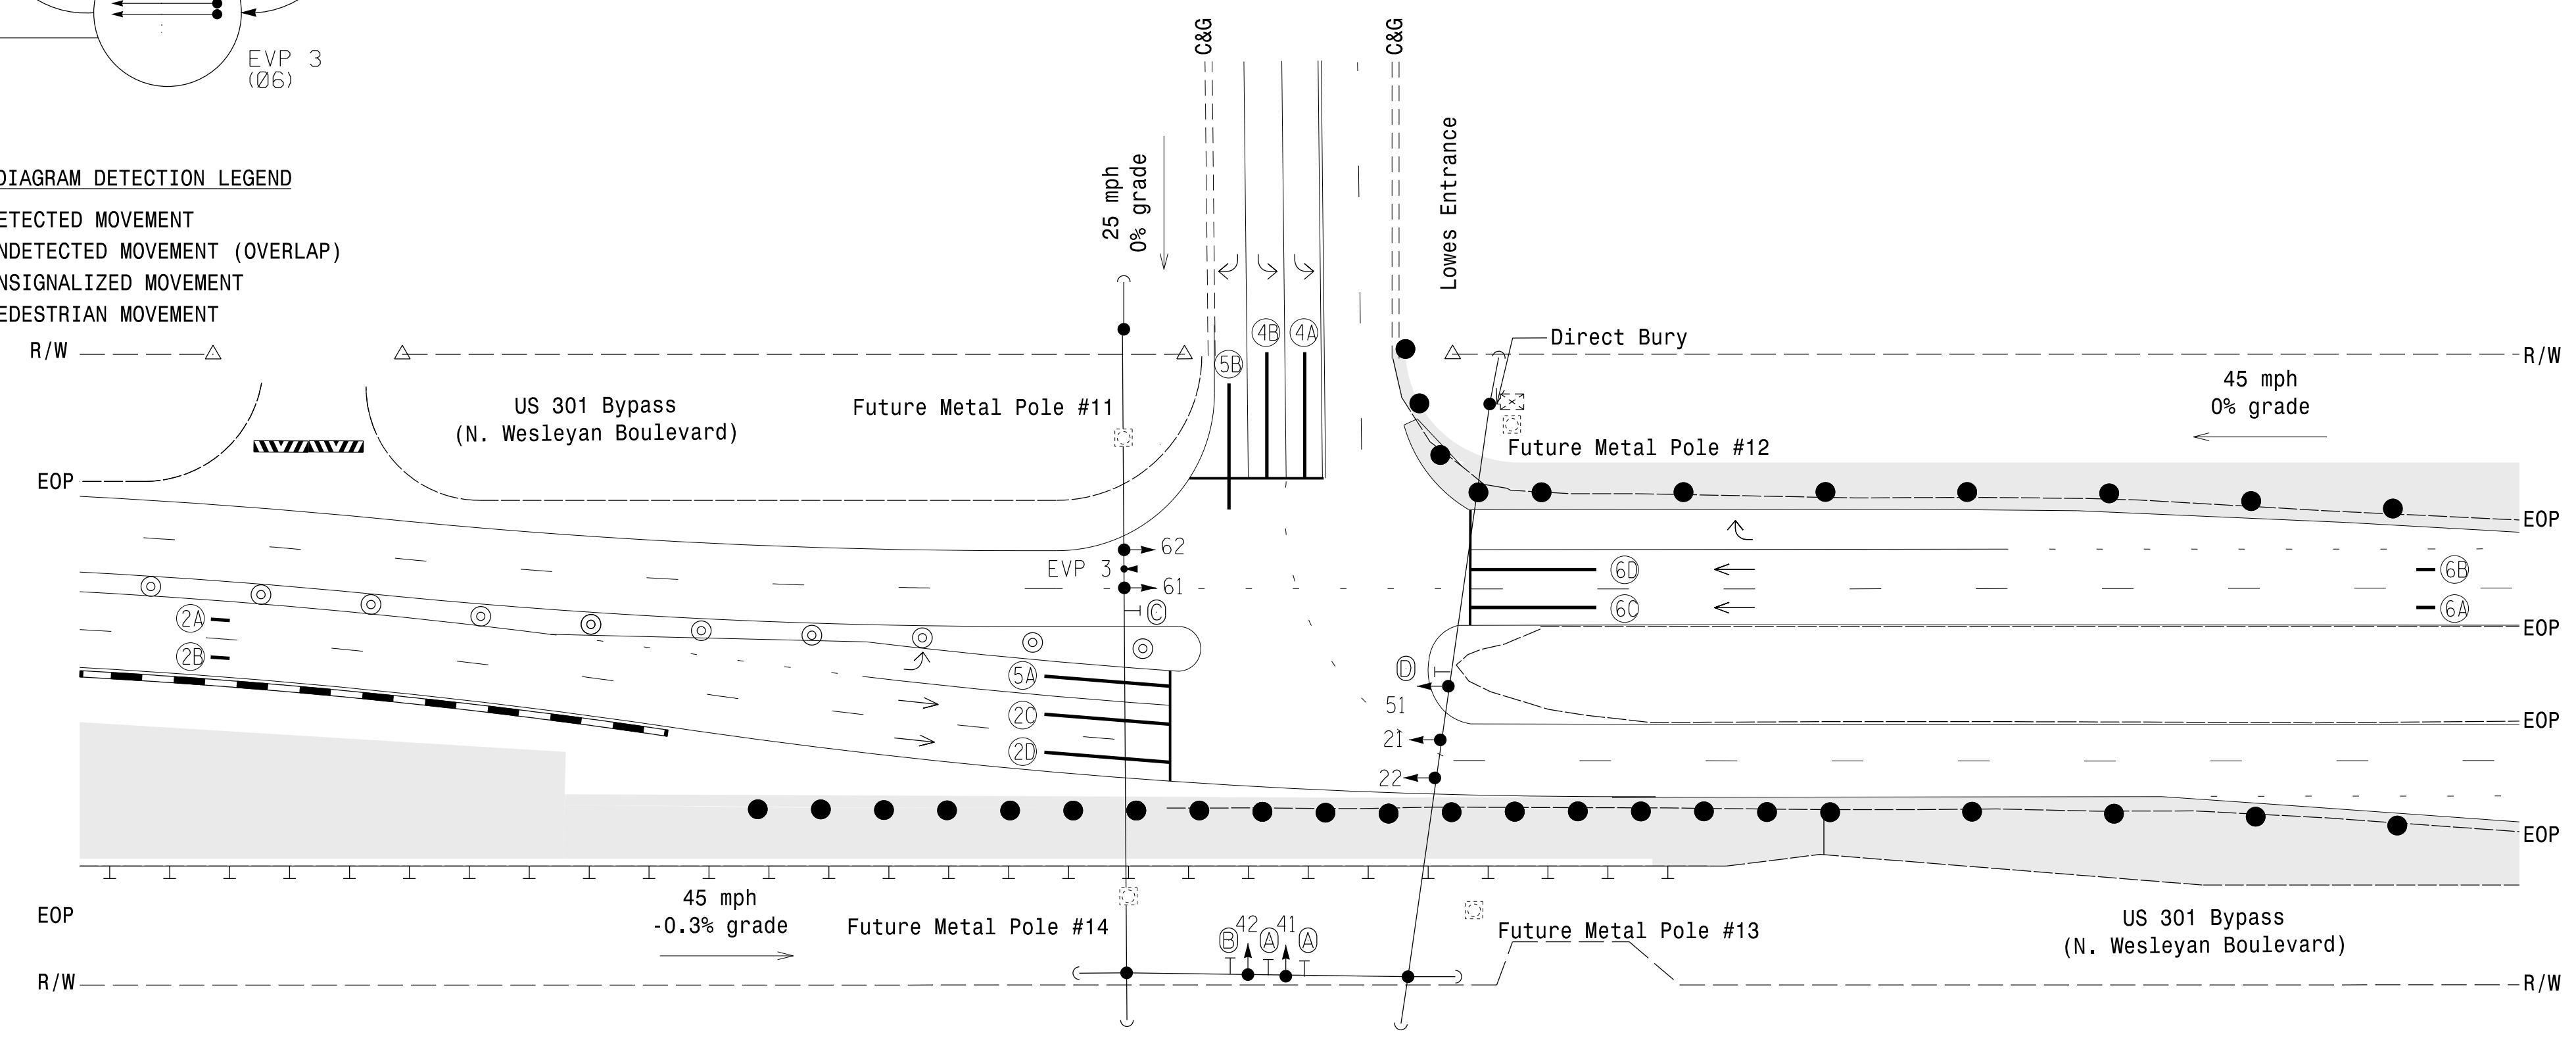 EVP 3
(Ø6)
C&G
C&G
DIAGRAM DETECTION LEGEND
ETECTED MOVEMENT
NDETECTED MOVEMENT (OVERLAP)
NSIGNALIZED MOVEMENT
EDESTRIAN MOVEMENT
25 mph
0% grade
Lowes Entrance
R/W
4B
4A
5B
Direct Bury
R/W
US 301 Bypass
(N. Wesleyan Boulevard)
Future Metal Pole #11
45 mph
0% grade
Future Metal Pole #12
EOP
EOP
62
EVP 3
61
C
6D
6B
6C
6A
2A
2B
EOP
5A
D
51
2C
2D
21
22
EOP
EOP
45 mph
-0.3% grade
EOP
Future Metal Pole #14
B
42
A
41
A
Future Metal Pole #13
US 301 Bypass
(N. Wesleyan Boulevard)
R/W
R/W